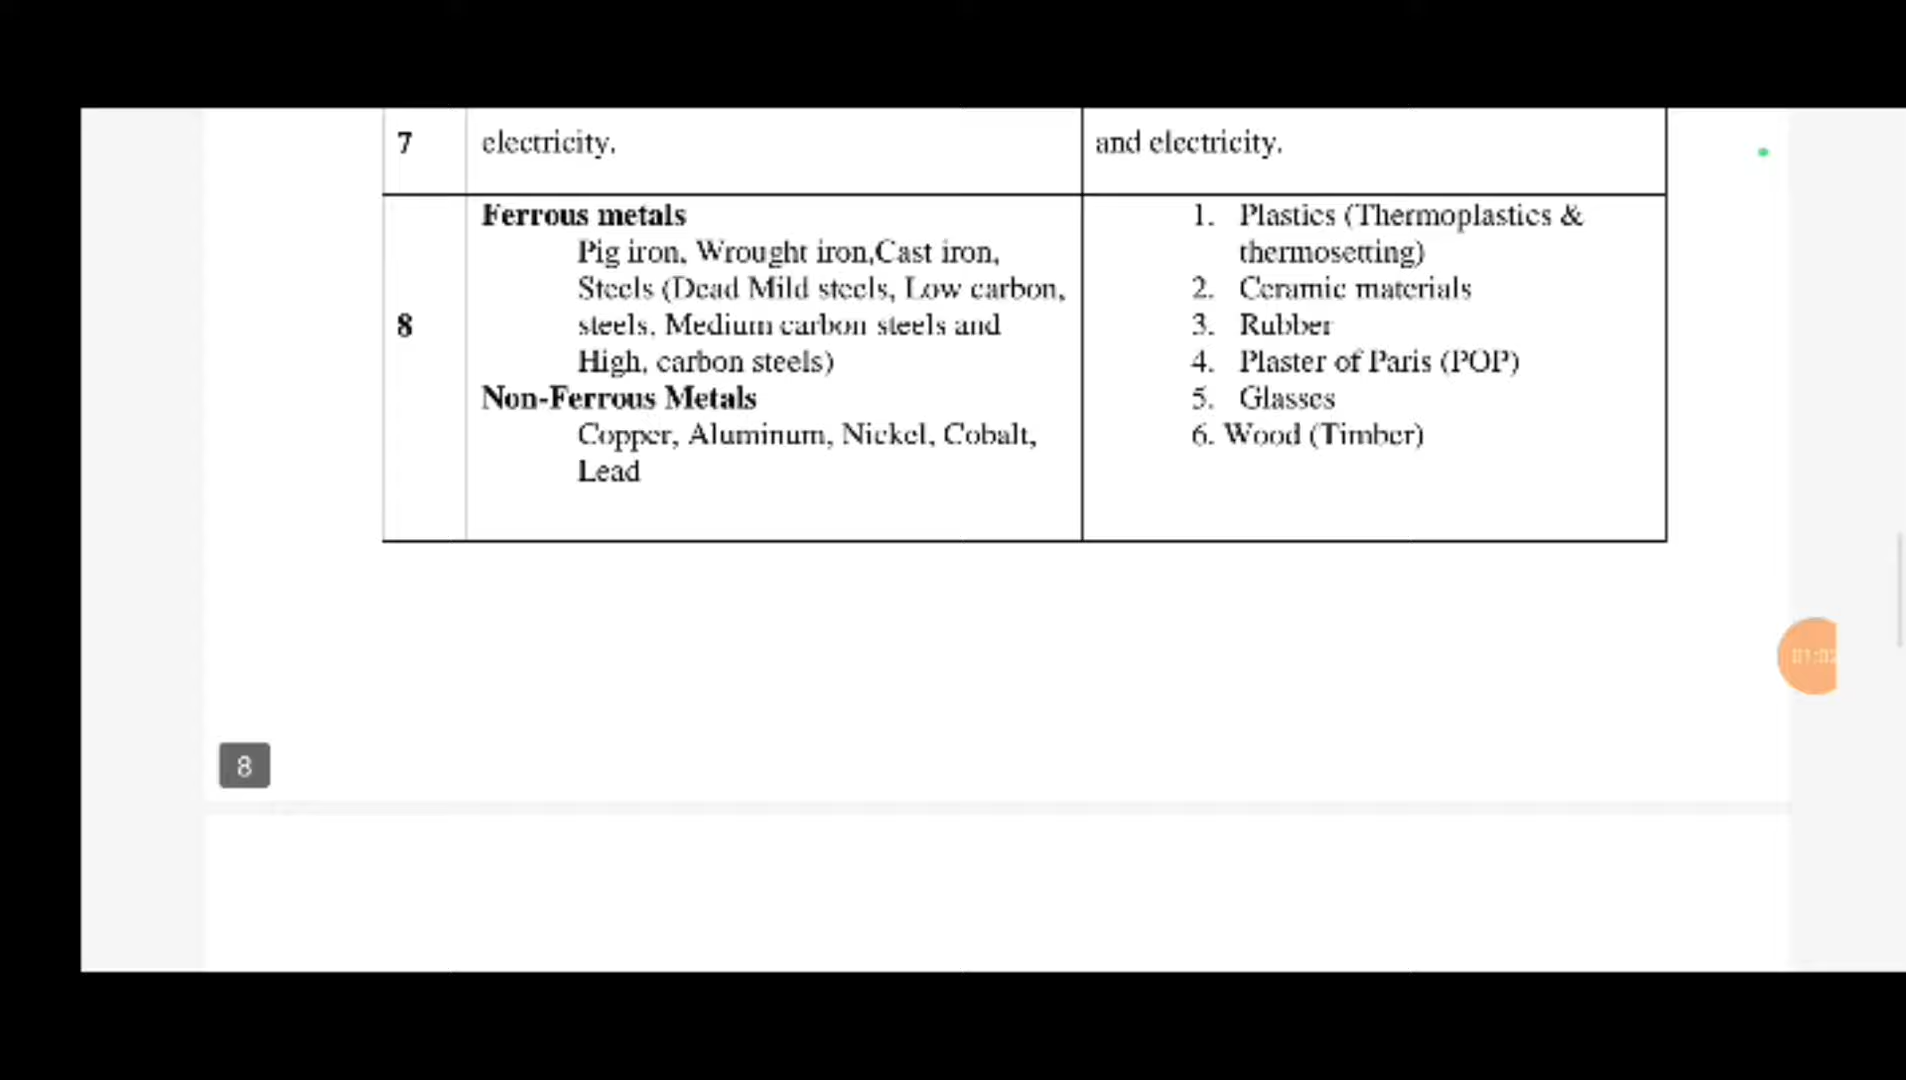 7 electricity. and electricity.
8
Ferrous metals
Pig iron, Wrought iron,Cast iron,
Steels (Dead Mild steels, Low carbon,
steels, Medium carbon steels and
High, carbon steels)
Non-Ferrous Metals
Copper, Aluminum, Nickel, Cobalt,
Lead
1. Plastics (Thermoplastics &
thermosetting)
2. Ceramic materials
3. Rubber
4. Plaster of Paris (POP)
5. Glasses
6. Wood (Timber)
01:02
8